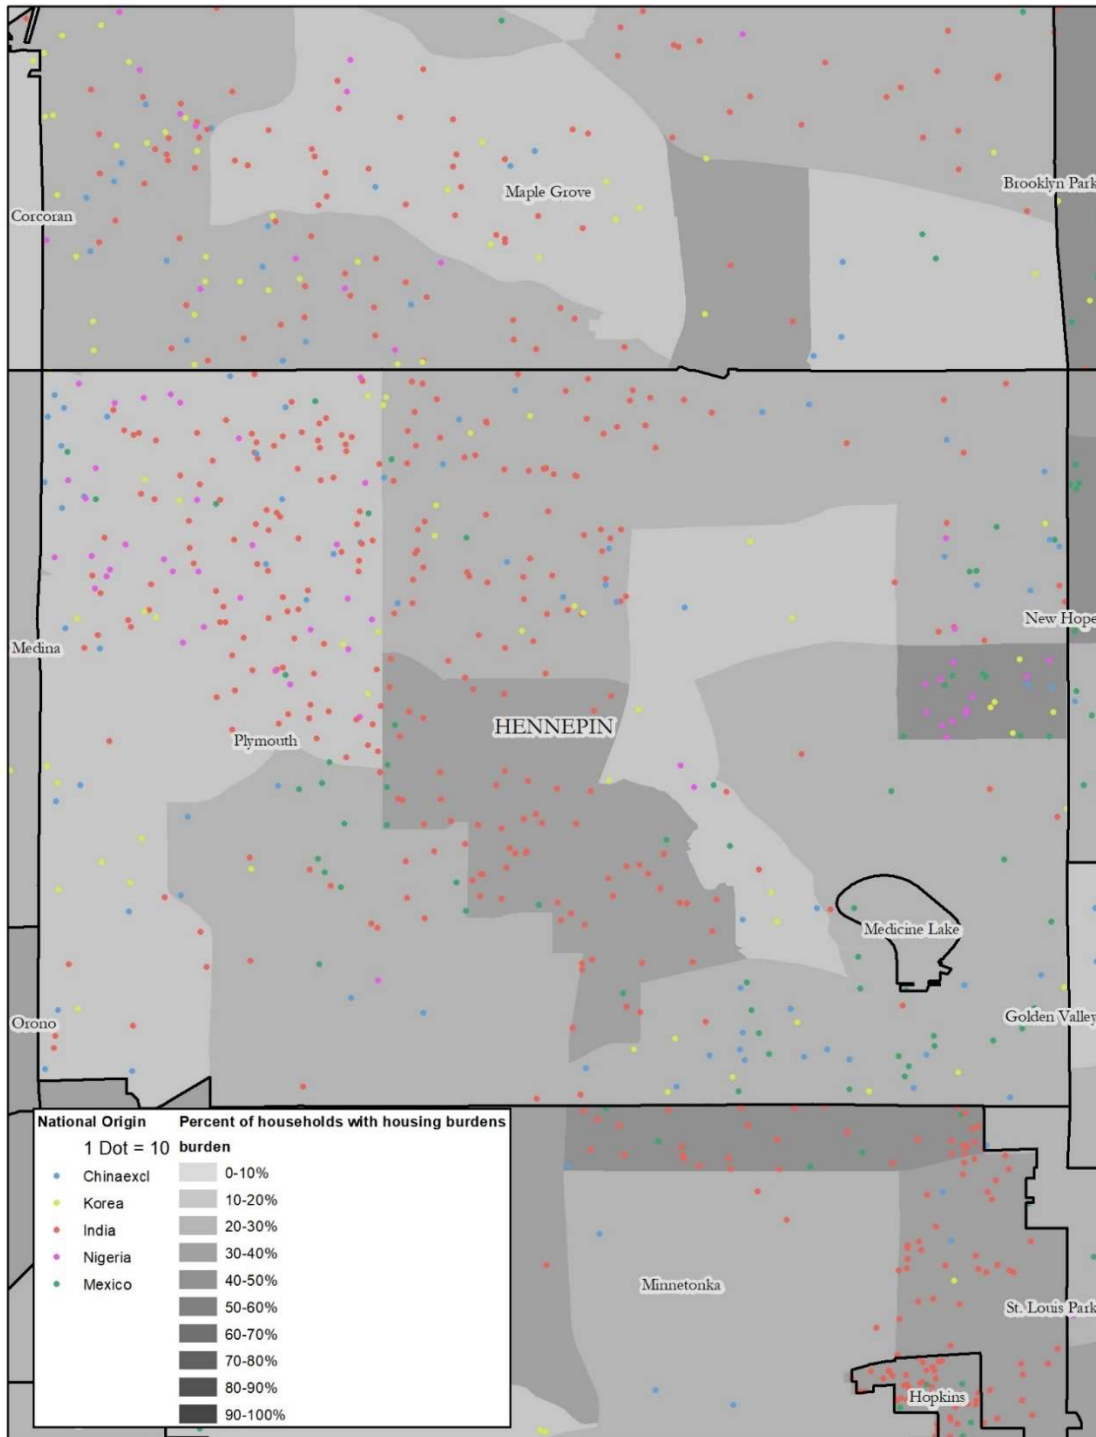 Maple Grove
Brooklyn Park
Corcoran
New Hope
Medina
HENNEPIN
Plymouth
Medicine Lake
Orono
Golden Valley
National Origin
1 Dot = 10
Chinaexcl
Korea
India
Nigeria
Mexico
Percent of households with housing burdens
burden
0-10%
10-20%
20-30%
30-40%
40-50%
50-60%
60-70%
70-80%
80-90%
90-100%
Minnetonka
St. Louis Park
Hopkins